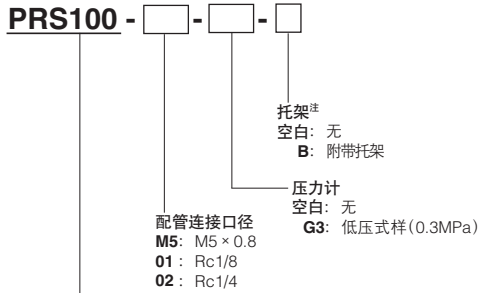 PRS100 - - -
托架注
空白：无
B：附带托架
压力计
空白：无
G3：低压式样(0.3MPa)
配管连接口径
M5：M5×0.8
01：Rc1/8
02：Rc1/4